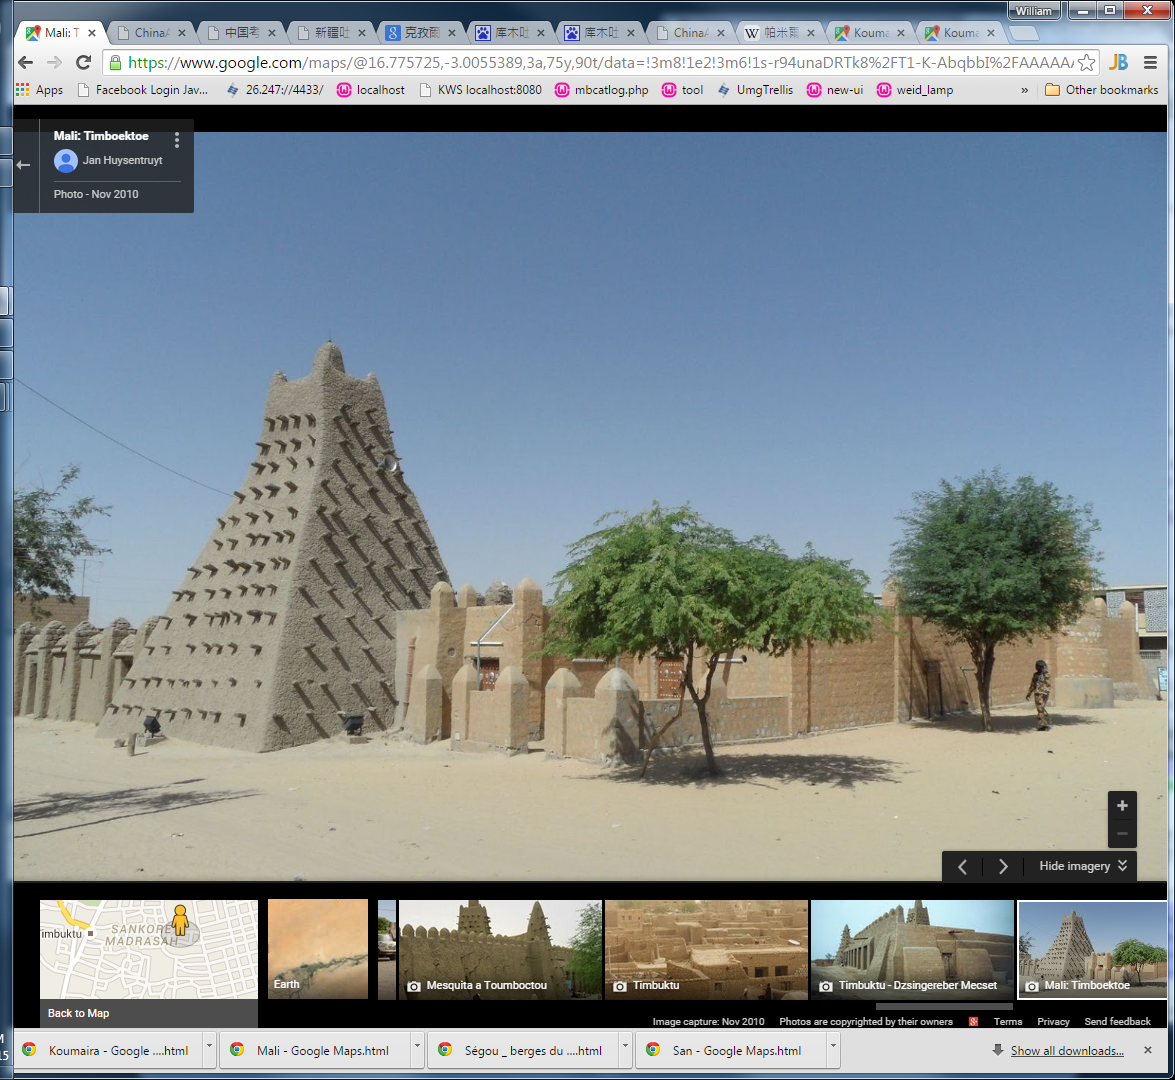 William
Mali: T
China
中国考
新疆吐
克孜爾
库木吐
库木吐
China
帕米爾
Kouma
Kouma
https://www.google.com/maps/@16.775725,-3.0055389,3a,75y,90t/data=!3m8!1e2!3m6!1s-r94unaDRTk8%2FT1-K-AbqbbI%2FAAAAAA
JB
Apps
Facebook Login Jav...
26.247://4433/
localhost
KWS localhost:8080
mbcatlog.php
tool
UmgTrellis
new-ui
weid_lamp
»
Other bookmarks
Mali: Timboektoe
Jan Huysentruyt
Photo - Nov 2010
Hide imagery
imbuktu
SANKORE
MADRASAH
Back to Map
Earth
Mesquita a Toumboctou
Timbuktu
Timbuktu - Dzsingereber Mecset
Mali: Timboektoe
Image capture: Nov 2010
Photos are copyrighted by their owners
Terms
Privacy
Send feedback
M
15
Koumaira - Google ....html
Mali - Google Maps.html
Ségou _ berges du ....html
San - Google Maps.html
Show all downloads...